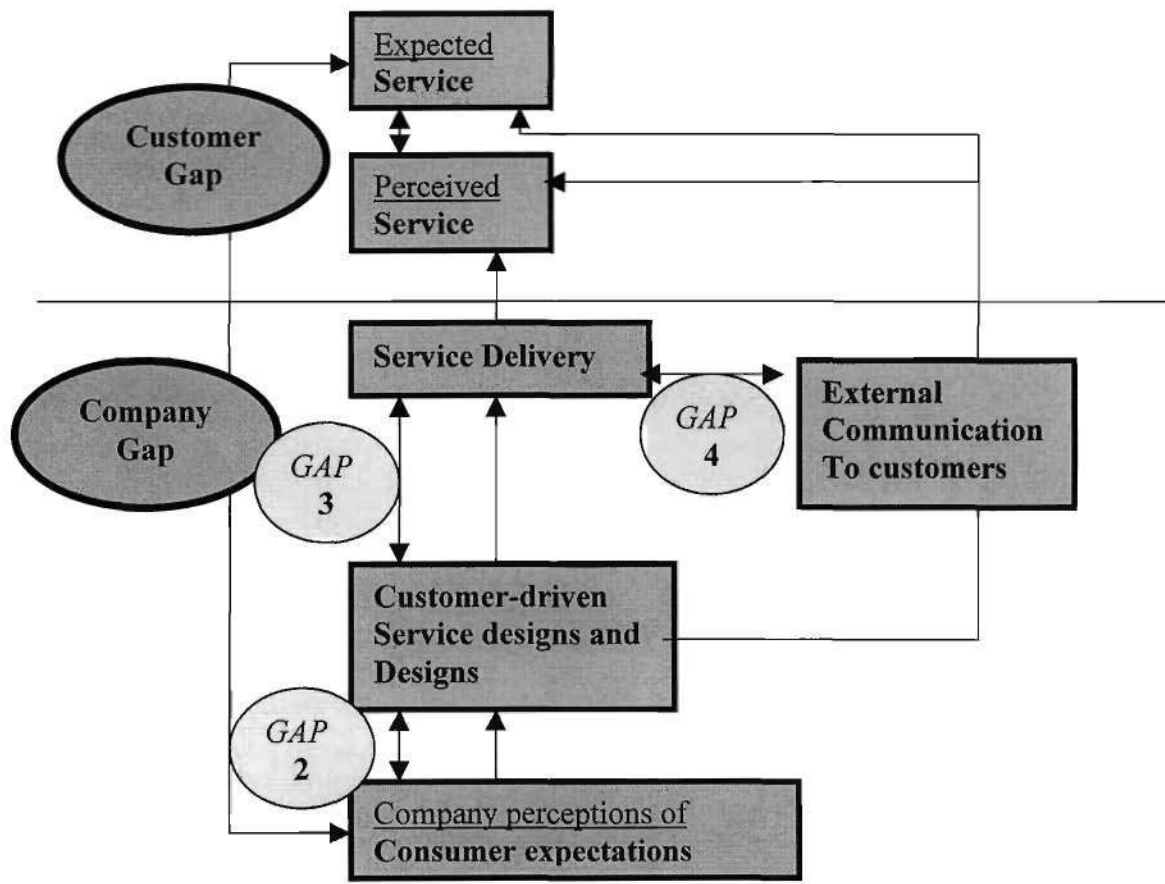 Expected
Service
Customer
Gap
Perceived
Service
Service Delivery
Company
Gap
GAP
3
GAP
4
External
Communication
To customers
Customer-driven
Service designs and
Designs
GAP
2
Company perceptions of
Consumer expectations